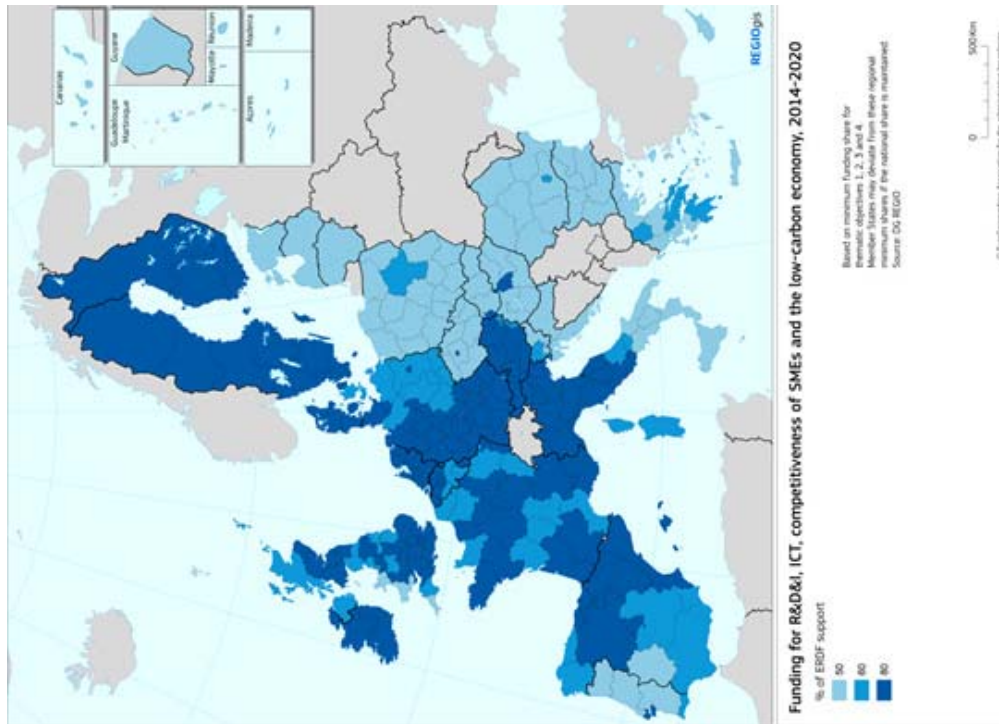 Canarias
Guyane
Guadeloupe
Martinique
Mayotte
Réunion
Açores
Madeira
REGIOgis
Funding for R&D&I, ICT, competitiveness of SMEs and the low-carbon economy, 2014-2020
% of ERDF support
50
60
80
Based on minimum funding share for
thematic objectives 1, 2, 3 and 4.
Member States may deviate from these regional
minimum shares if the national share is maintained.
Source: DG REGIO
0
500 Km